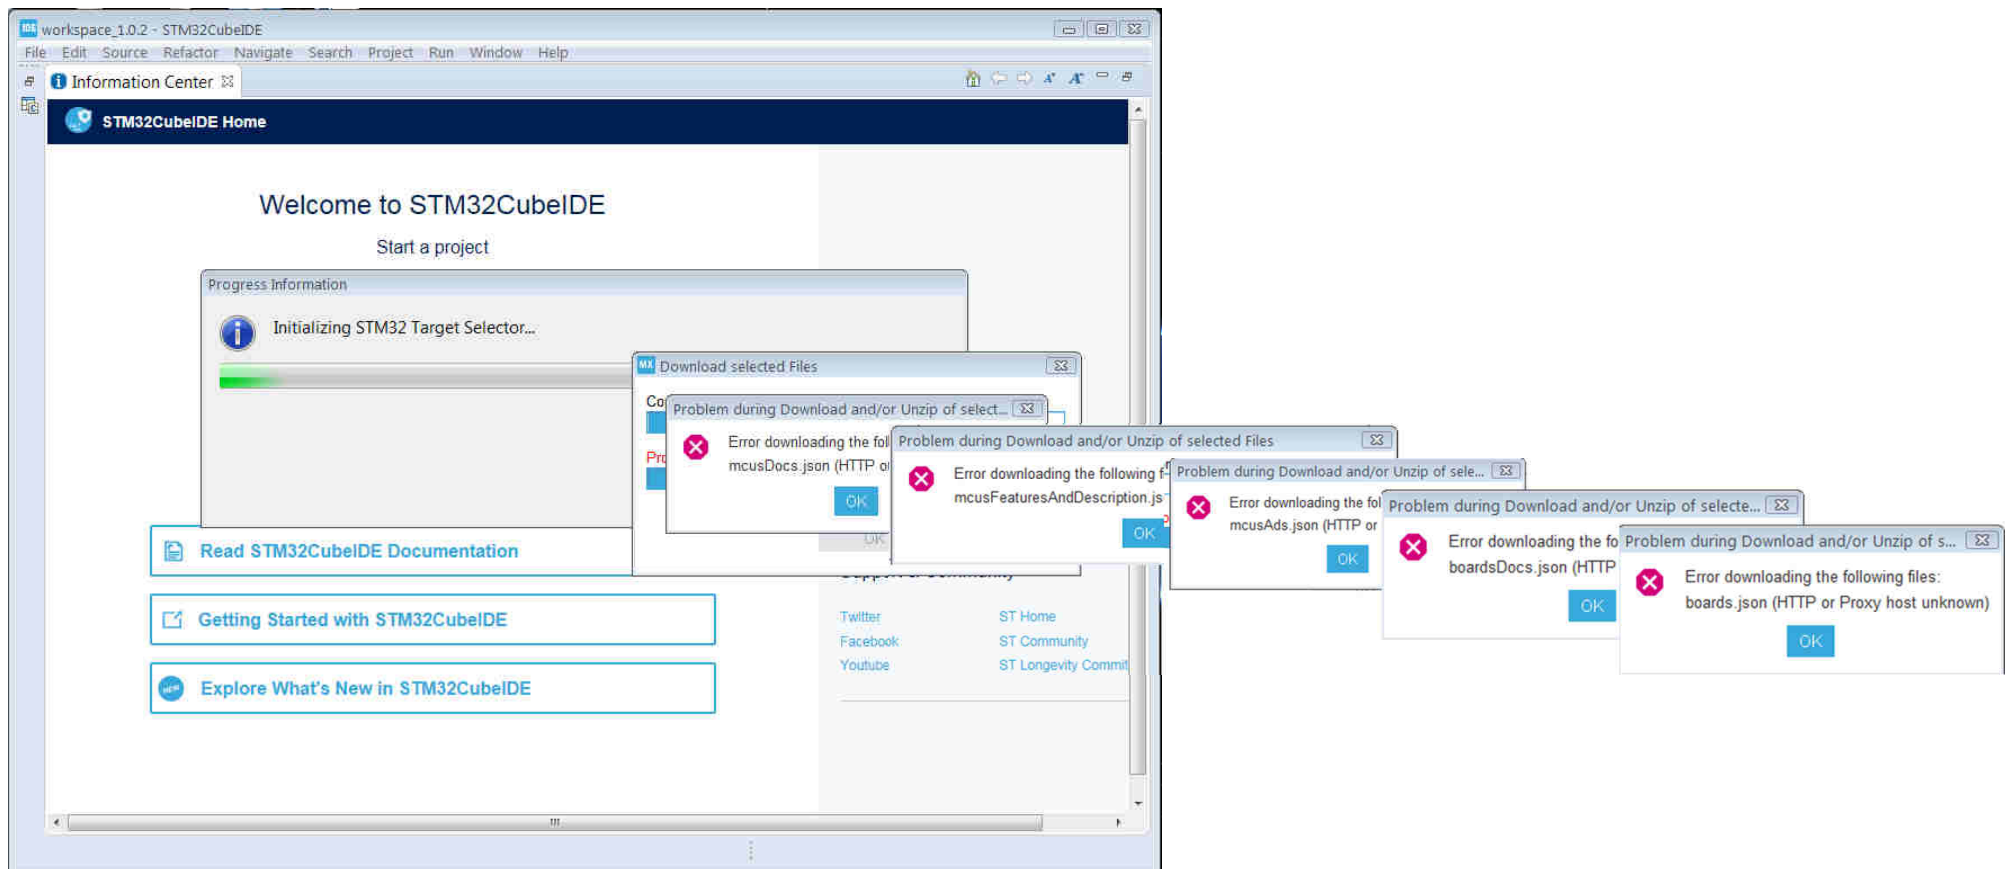 IDE workspace_1.0.2 - STM32CubeIDE
File Edit Source Refactor Navigate Search Project Run Window Help
Information Center
STM32CubeIDE Home
Welcome to STM32CubeIDE
Start a project
Progress Information
Initializing STM32 Target Selector...
MX Download selected Files
Problem during Download and/or Unzip of select...
Error downloading the fol
mcusDocs.json (HTTP o
OK
OK
Problem during Download and/or Unzip of selected Files
Error downloading the following f
mcusFeaturesAndDescription.js
OK
Problem during Download and/or Unzip of sele...
Error downloading the fol
mcusAds.json (HTTP or
OK
Problem during Download and/or Unzip of selecte...
Error downloading the fo
boardsDocs.json (HTTP
OK
Problem during Download and/or Unzip of s...
Error downloading the following files:
boards.json (HTTP or Proxy host unknown)
OK
Read STM32CubeIDE Documentation
Getting Started with STM32CubeIDE
NEW Explore What's New in STM32CubeIDE
Twitter ST Home
Facebook ST Community
Youtube ST Longevity Commit